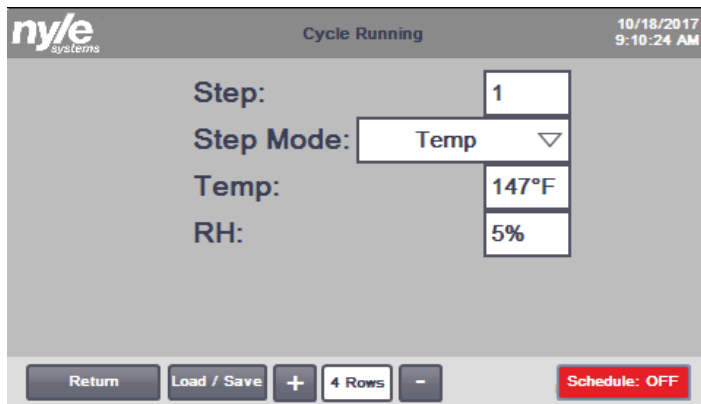 nyle
systems
Cycle Running
10/18/2017
9:10:24 AM
Step:
1
Step Mode:
Temp
Temp:
147°F
RH:
5%
Return
Load / Save
+
4 Rows
-
Schedule: OFF